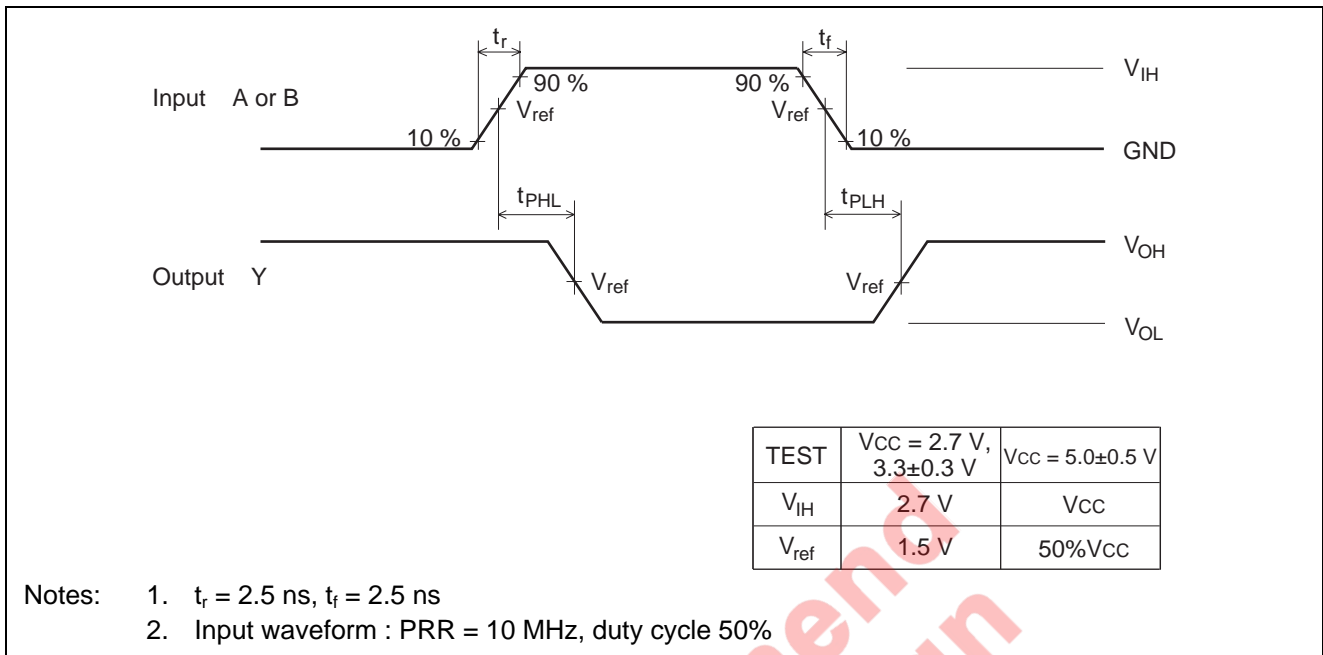 tr tf
90 % 90 % VIH
Input A or B
Vref Vref
10 % 10 %
GND
tPHL tPLH
VOH
Output Y
Vref Vref
VOL
TEST VCC = 2.7 V, 3.3±0.3 V VCC = 5.0±0.5 V
VIH 2.7 V VCC
Vref 1.5 V 50%VCC
Notes: 1. tr = 2.5 ns, tf = 2.5 ns
2. Input waveform : PRR = 10 MHz, duty cycle 50%